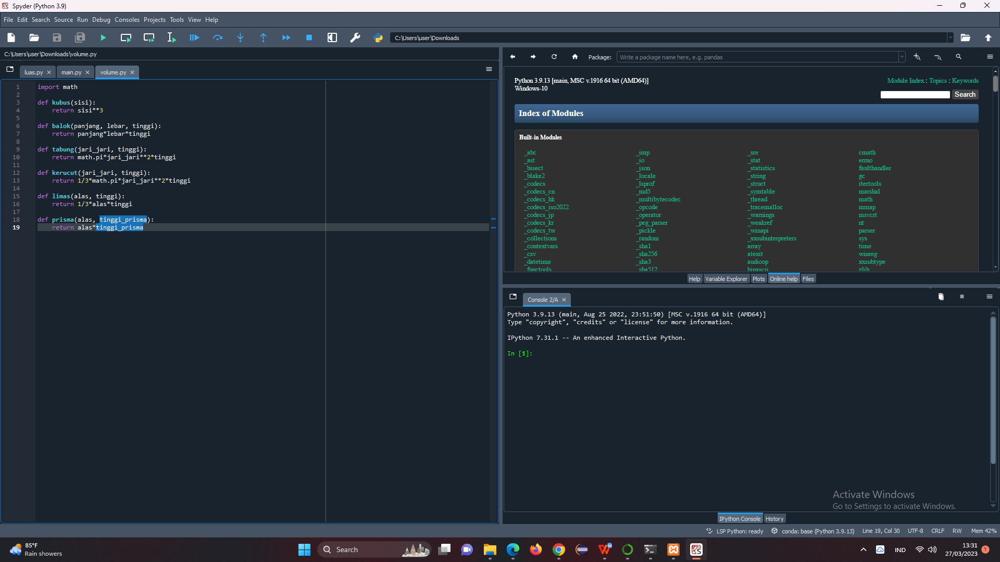 Spyder (Python 3.9)
File Edit Search Source Run Debug Consoles Projects Tools View Help
C:\Users\user\Downloads
C:\Users\user\Downloads\volume.py
luas.py main.py volume.py
1 import math
2
3 def kubus(sisi):
4 return sisi**3
5
6 def balok(panjang, lebar, tinggi):
7 return panjang*lebar*tinggi
8
9 def tabung(jari_jari, tinggi):
10 return math.pi*jari_jari**2*tinggi
11
12 def kerucut(jari_jari, tinggi):
13 return 1/3*math.pi*jari_jari**2*tinggi
14
15 def limas(alas, tinggi):
16 return 1/3*alas*tinggi
17
18 def prisma(alas, tinggi_prisma):
19 return alas*tinggi_prisma
Package: Write a package name here, e.g. pandas
Python 3.9.13 [main, MSC v.1916 64 bit (AMD64)]
Windows-10
Module Index : Topics : Keywords
Search
Index of Modules
Built-in Modules
_abc _imp _sre cmath
_ast _io _stat errno
_bisect _json _statistics faulthandler
_blake2 _locale _string gc
_codecs _lsprof _struct itertools
_codecs_cn _md5 _symtable marshal
_codecs_hk _multibytecodec _thread math
_codecs_iso2022 _opcode _tracemalloc mmap
_codecs_jp _operator _warnings msvcrt
_codecs_kr _peg_parser _weakref nt
_codecs_tw _pickle _winapi parser
_collections _random _xxsubinterpreters sys
_contextvars _sha1 array time
_csv _sha256 atexit winreg
_datetime _sha3 audioop xxsubtype
_functools _sha512 binascii zlib
Help Variable Explorer Plots Online help Files
Console 2/A
Python 3.9.13 (main, Aug 25 2022, 23:51:50) [MSC v.1916 64 bit (AMD64)]
Type "copyright", "credits" or "license" for more information.
IPython 7.31.1 -- An enhanced Interactive Python.
In [1]:
Activate Windows
Go to Settings to activate Windows.
IPython Console History
LSP Python: ready conda: base (Python 3.9.13) Line 19, Col 30 UTF-8 CRLF RW Mem 42%
85°F
Rain showers
Search
IND
13:31
27/03/2023
1